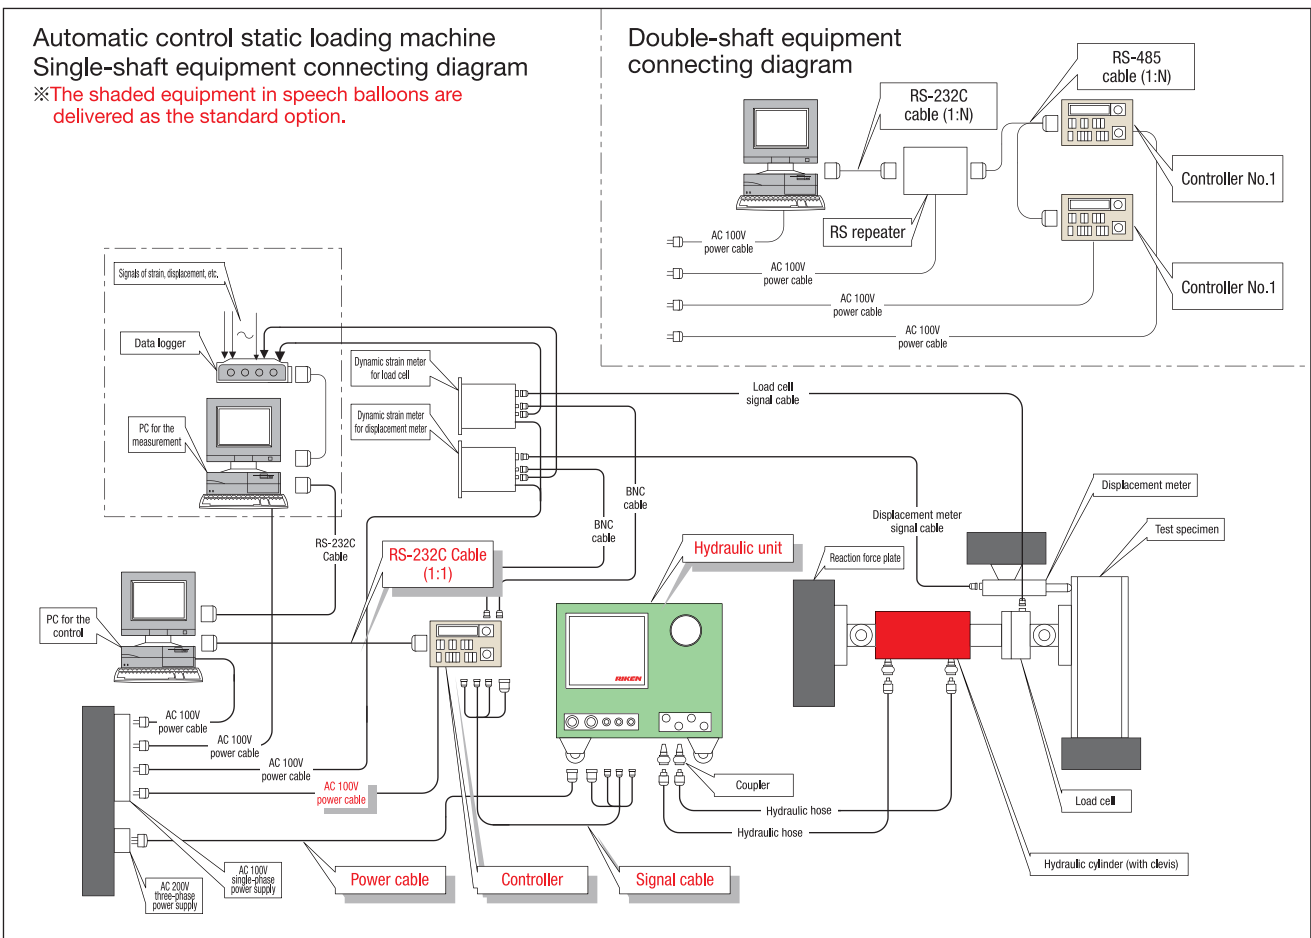 Automatic control static loading machine
Single-shaft equipment connecting diagram
※The shaded equipment in speech balloons are
delivered as the standard option.
Double-shaft equipment
connecting diagram
RS-485
cable (1:N)
RS-232C
cable (1:N)
Controller No.1
RS repeater
AC 100V
power cable
AC 100V
power cable
Controller No.1
AC 100V
power cable
AC 100V
power cable
Signals of strain, displacement, etc.
Data logger
Dynamic strain meter
for load cell
Dynamic strain meter
for displacement meter
PC for the
measurement
Load cell
signal cable
BNC
cable
BNC
cable
Displacement meter
signal cable
Displacement meter
Test specimen
RS-232C
Cable
RS-232C Cable
(1:1)
Hydraulic unit
Reaction force plate
PC for the
control
RIKEN
AC 100V
power cable
AC 100V
power cable
AC 100V
power cable
AC 100V
power cable
Coupler
Load cell
Hydraulic hose
Hydraulic hose
Hydraulic cylinder (with clevis)
AC 100V
single-phase
power supply
AC 200V
three-phase
power supply
Power cable
Controller
Signal cable